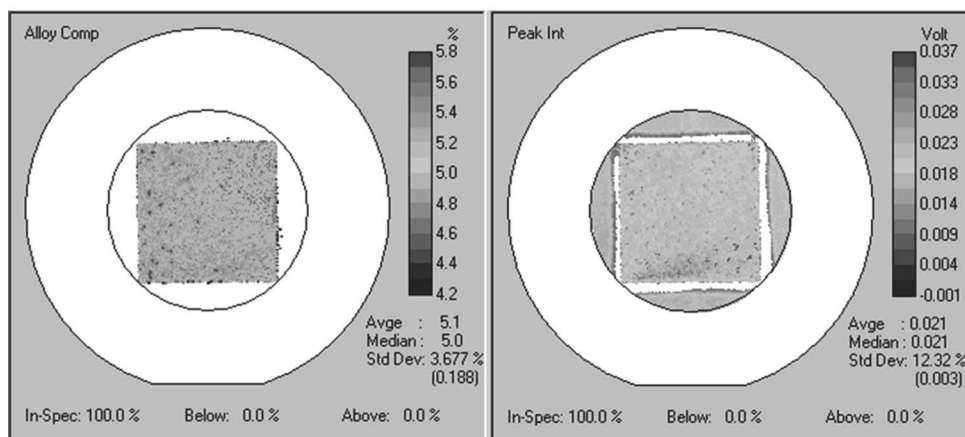 Alloy Comp
%
5.8
5.6
5.4
5.2
5.0
4.8
4.6
4.4
4.2
Avge : 5.1
Median : 5.0
Std Dev: 3.677 %
(0.188)
In-Spec: 100.0 % Below: 0.0 % Above: 0.0 %
Peak Int
Volt
0.037
0.033
0.028
0.023
0.018
0.014
0.009
0.004
-0.001
Avge : 0.021
Median : 0.021
Std Dev: 12.32 %
(0.003)
In-Spec: 100.0 % Below: 0.0 % Above: 0.0 %